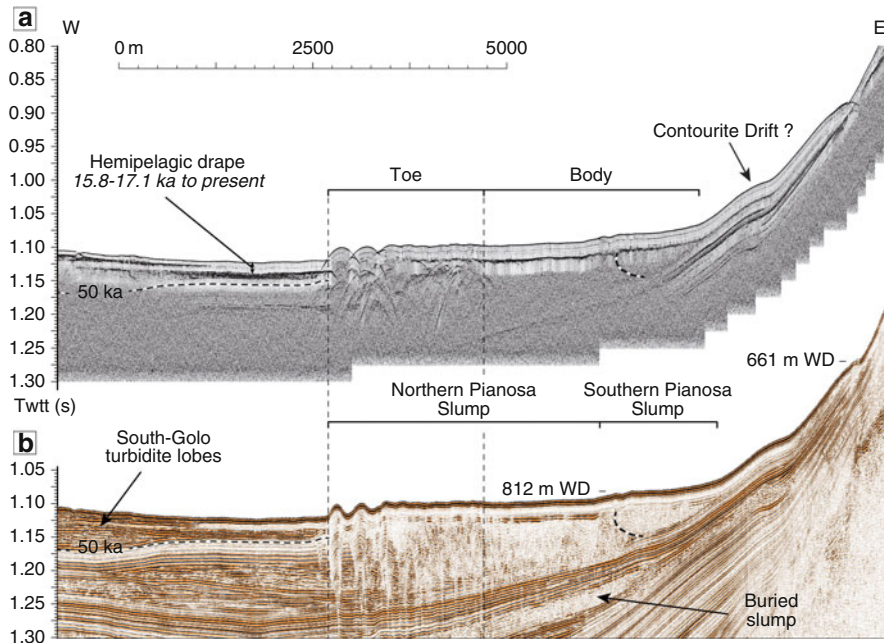 a
W
E
0 m
2500
5000
0.80
0.85
0.90
0.95
1.00
1.05
1.10
1.15
1.20
1.25
1.30
Twtt (s)
Contourite Drift ?
Hemipelagic drape
15.8-17.1 ka to present
Toe
Body
50 ka
661 m WD
Northern Pianosa
Slump
Southern Pianosa
Slump
b
South-Golo
turbidite lobes
1.05
1.10
1.15
1.20
1.25
1.30
812 m WD
50 ka
Buried
slump